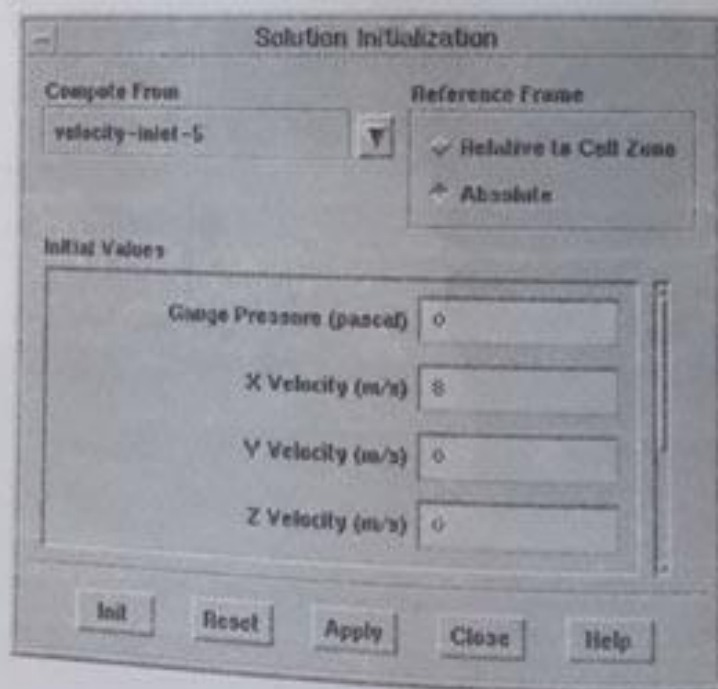 Solution Initialization
Compute From
Reference Frame
velocity-inlet-5
Relative to Cell Zone
Absolute
Initial Values
Gauge Pressure (pascal) 0
X Velocity (m/s) 8
Y Velocity (m/s) 0
Z Velocity (m/s) 0
Init Reset Apply Close Help